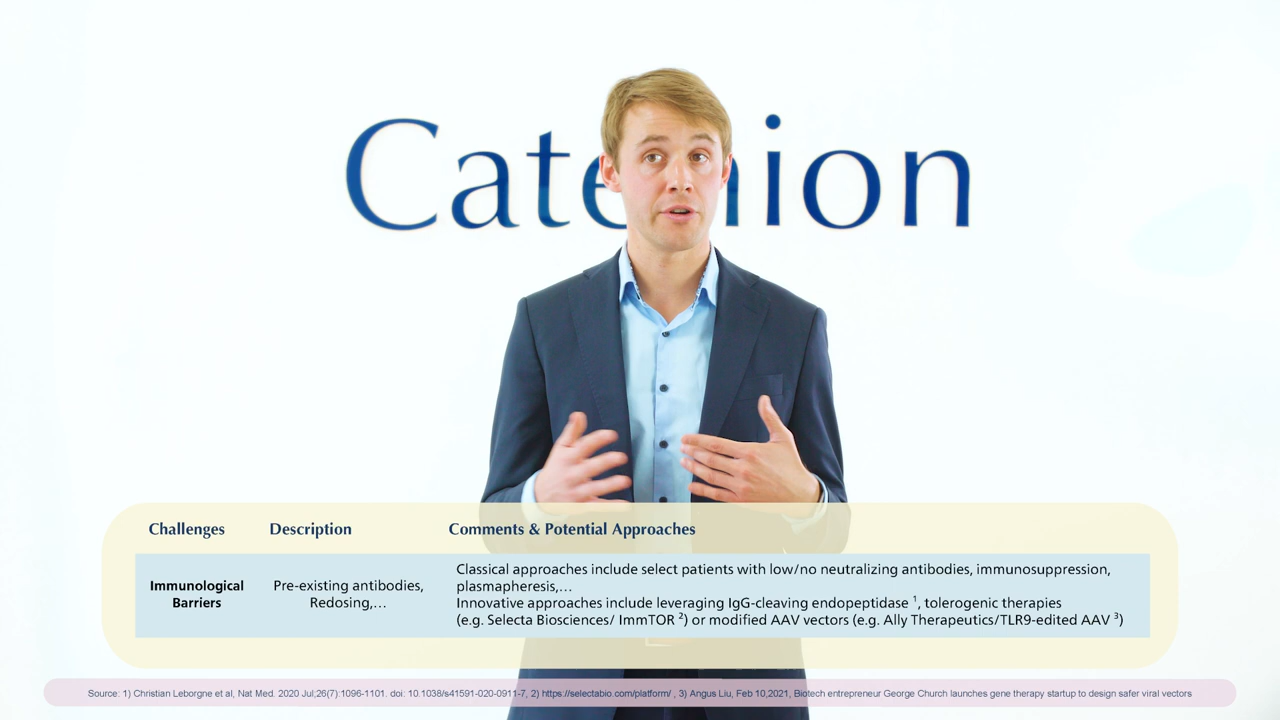 Catenion
Challenges Description Comments & Potential Approaches
Immunological Barriers
Pre-existing antibodies, Redosing,…
Classical approaches include select patients with low/no neutralizing antibodies, immunosuppression,
plasmapheresis,…
Innovative approaches include leveraging IgG-cleaving endopeptidase ¹, tolerogenic therapies
(e.g. Selecta Biosciences/ ImmTOR ²) or modified AAV vectors (e.g. Ally Therapeutics/TLR9-edited AAV ³)
Source: 1) Christian Leborgne et al, Nat Med. 2020 Jul;26(7):1096-1101. doi: 10.1038/s41591-020-0911-7, 2) https://selectabio.com/platform/ , 3) Angus Liu, Feb 10,2021, Biotech entrepreneur George Church launches gene therapy startup to design safer viral vectors